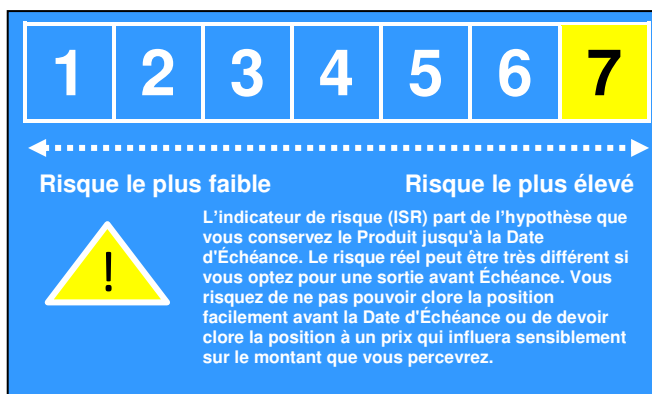 1 2 3 4 5 6 7
Risque le plus faible Risque le plus élevé
L'indicateur de risque (ISR) part de l'hypothèse que
vous conservez le Produit jusqu'à la Date
d'Échéance. Le risque réel peut être très différent si
vous optez pour une sortie avant Échéance. Vous
risquez de ne pas pouvoir clore la position
facilement avant la Date d'Échéance ou de devoir
clore la position à un prix qui influera sensiblement
sur le montant que vous percevrez.
!